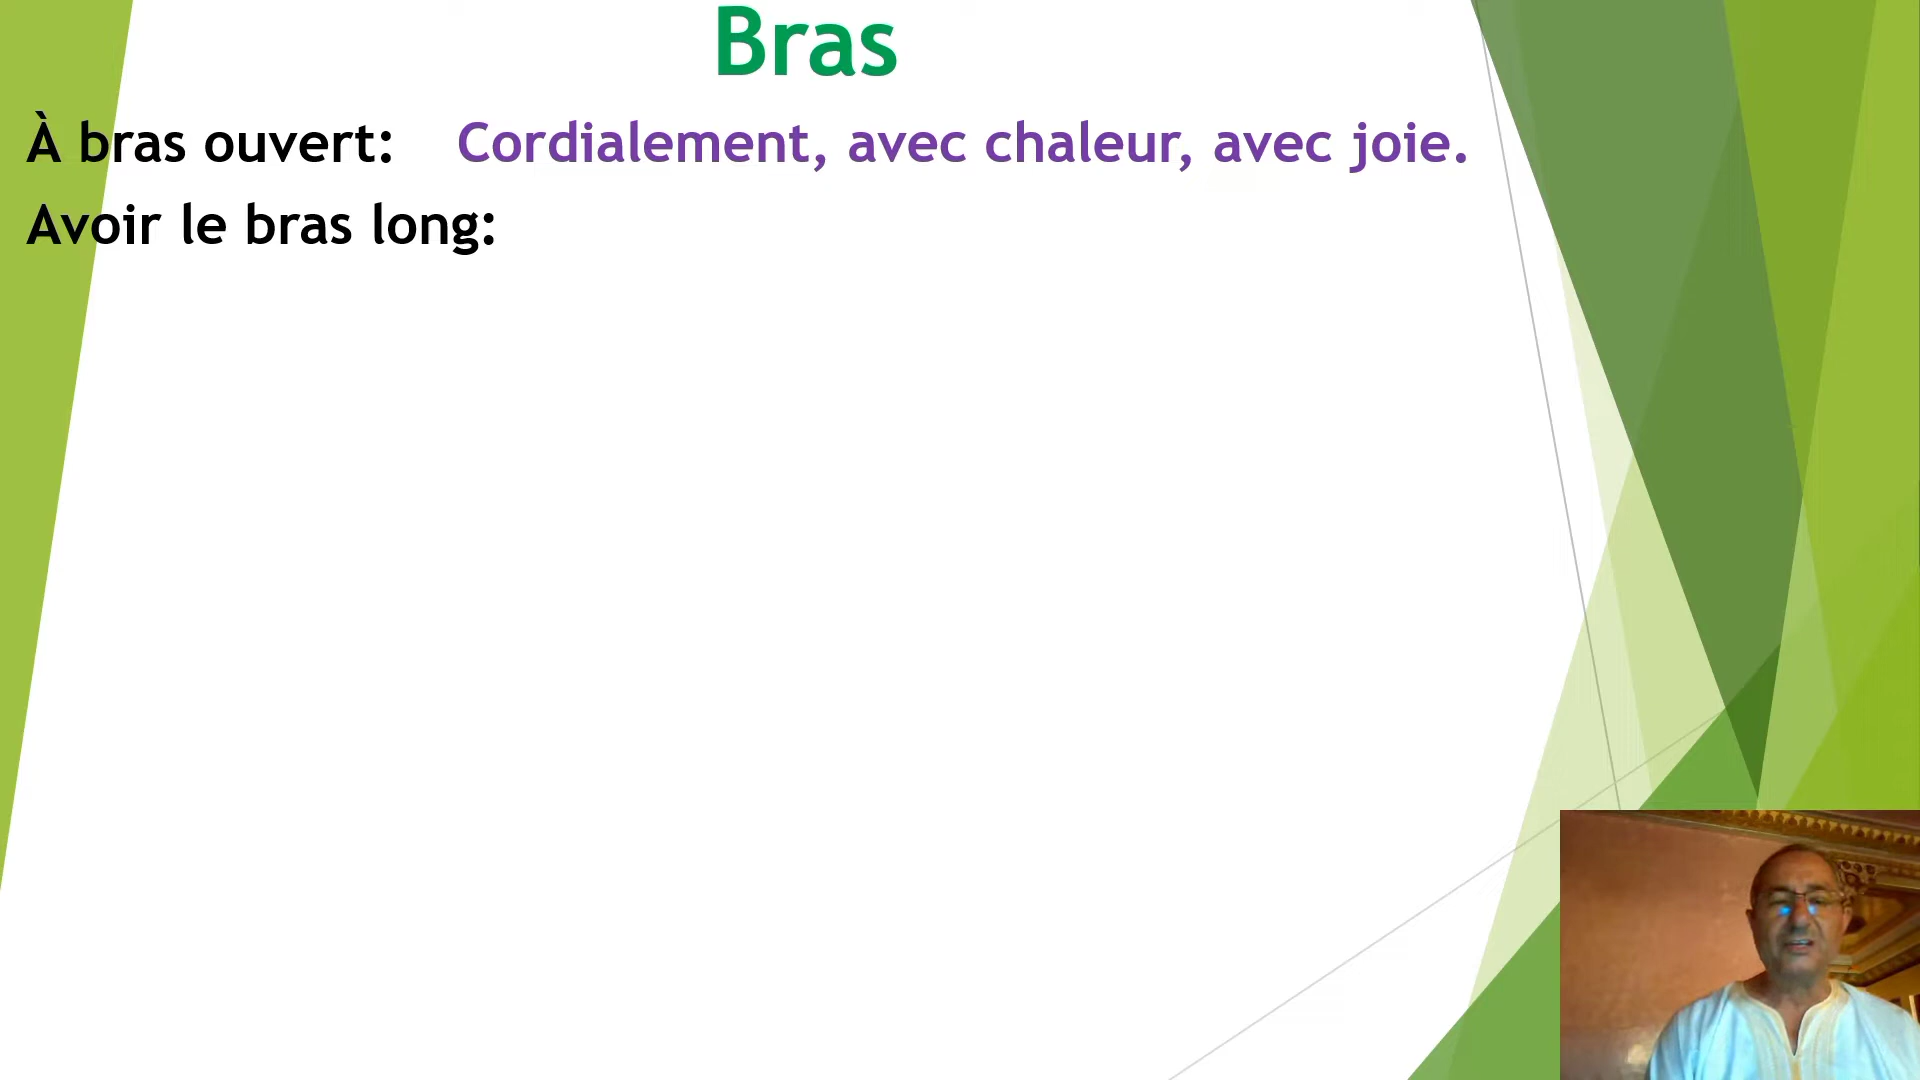 Bras
À bras ouvert: Cordialement, avec chaleur, avec joie.
Avoir le bras long: